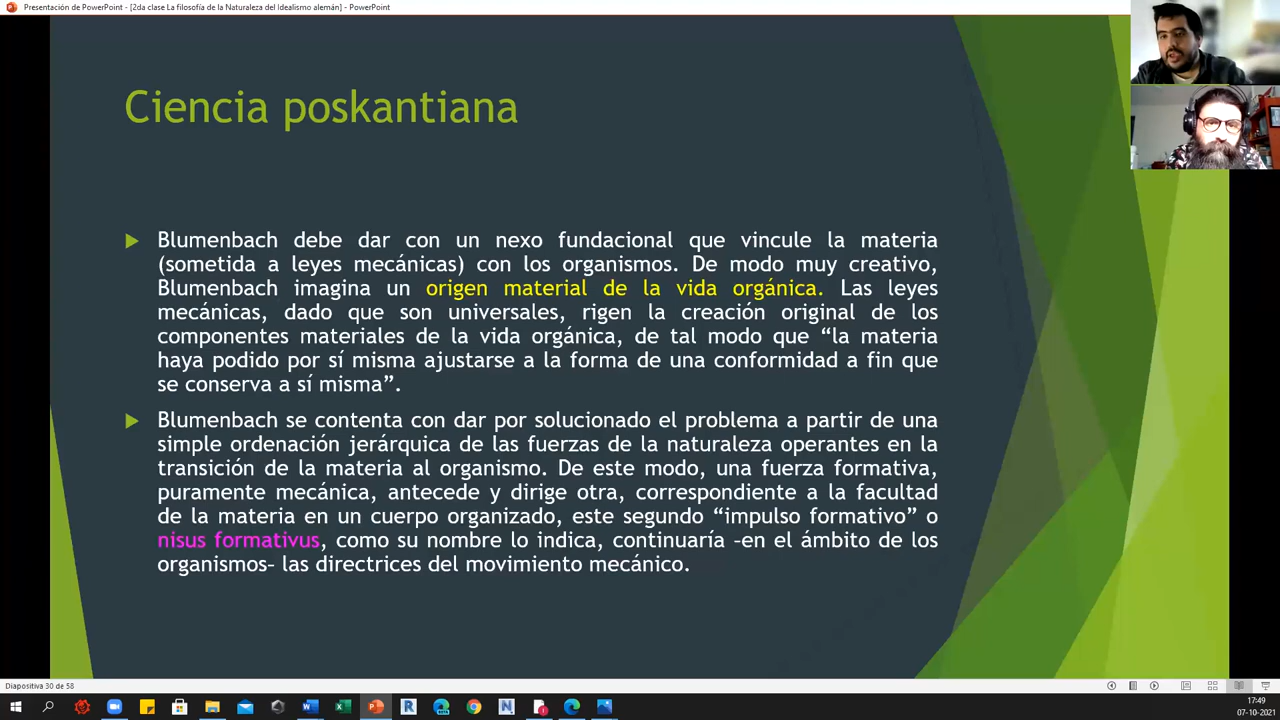 Presentación de PowerPoint - [2da clase La filosofía de la Naturaleza del Idealismo alemán] - PowerPoint
Ciencia poskantiana
Blumenbach debe dar con un nexo fundacional que vincule la materia
(sometida a leyes mecánicas) con los organismos. De modo muy creativo,
Blumenbach imagina un origen material de la vida orgánica. Las leyes
mecánicas, dado que son universales, rigen la creación original de los
componentes materiales de la vida orgánica, de tal modo que “la materia
haya podido por sí misma ajustarse a la forma de una conformidad a fin que
se conserva a sí misma”.
Blumenbach se contenta con dar por solucionado el problema a partir de una
simple ordenación jerárquica de las fuerzas de la naturaleza operantes en la
transición de la materia al organismo. De este modo, una fuerza formativa,
puramente mecánica, antecede y dirige otra, correspondiente a la facultad
de la materia en un cuerpo organizado, este segundo “impulso formativo” o
nisus formativus, como su nombre lo indica, continuaría –en el ámbito de los
organismos– las directrices del movimiento mecánico.
Diapositiva 30 de 58
17:49
07-10-2021